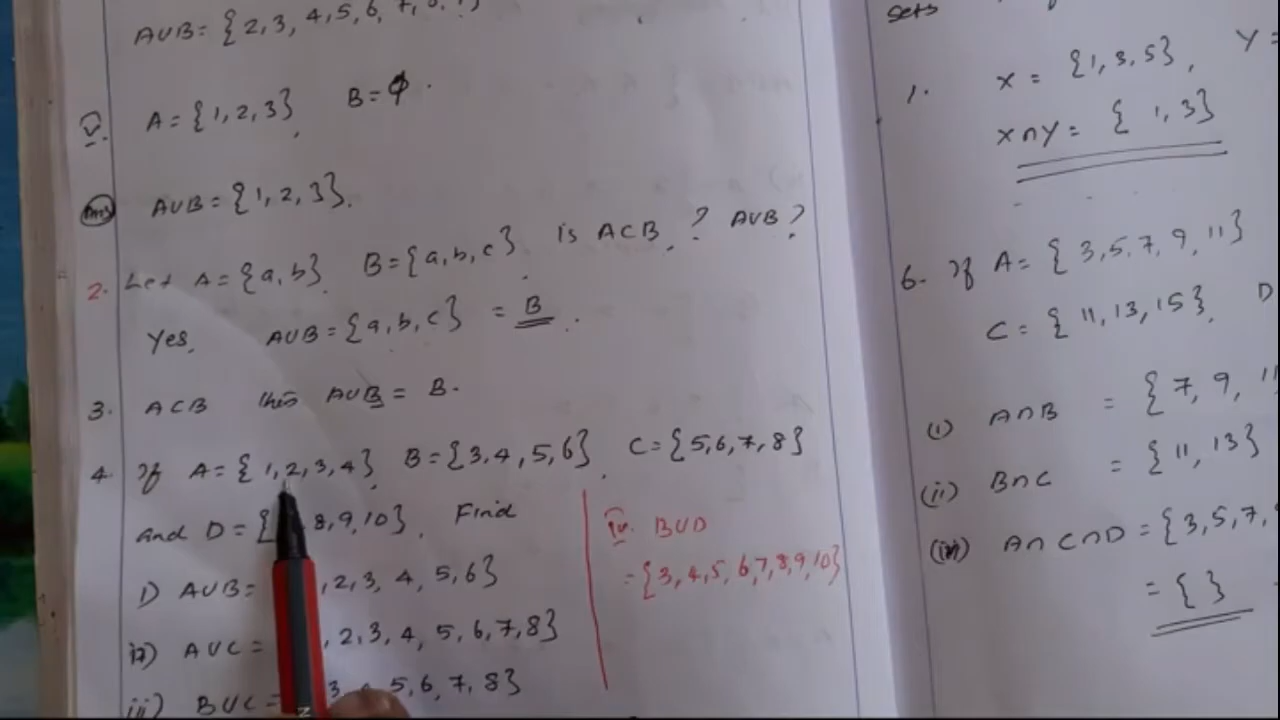 A∪B = {2,3, 4,5, 6
V. A = {1,2,3}, B = ϕ.
Ans A∪B = {1,2,3}.
2. Let A = {a,b}. B = {a,b,c}. Is A⊂B,? A∪B?
Yes, A∪B = {a,b,c} = B.
3. A⊂B then A∪B = B.
4. If A = {1,2,3,4}, B = {3,4,5,6}, C = {5,6,7,8}
and D = { 8,9,10}, Find
i) A∪B = ,2,3, 4, 5,6}
ii) A∪C = ,2,3, 4, 5, 6,7,8}
iii) B∪C = 3 5,6, 7, 8}
iv. B∪D
= {3,4,5, 6,7,8,9,10}
sets
1. X = {1,3,5}, Y =
X∩Y = { 1,3}
6. If A = { 3,5,7,9,11}
C = { 11,13,15}, D
(i) A∩B = {7, 9, 11
(ii) B∩C = {11,13}
(iii) A∩C∩D = {3,5,7,
= { }